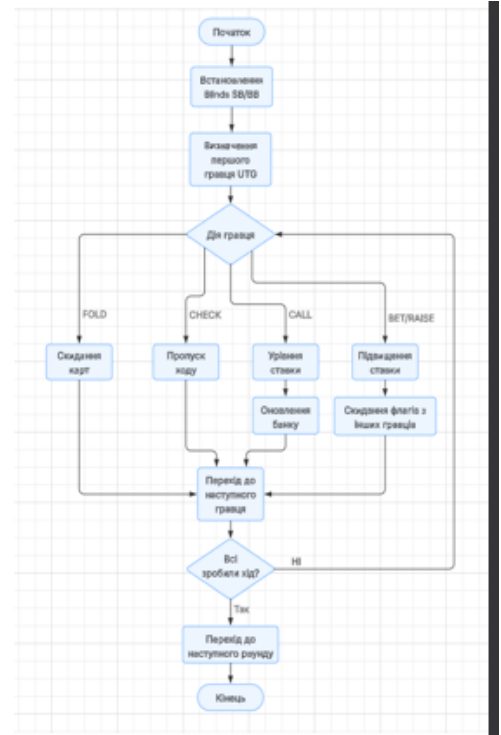 Початок
Встановлення
Blinds SB/BB
Визначення
першого
гравця UTG
Дія гравця
FOLD
CHECK
CALL
BET/RAISE
Скидання
карт
Пропуск
ходу
Урівняння
ставки
Підвищення
ставки
Оновлення
банку
Скидання флагів з
інших гравців
Перехід до
наступного
гравця
Всі
зробили хід?
НІ
Так
Перехід до
наступного раунду
Кінець